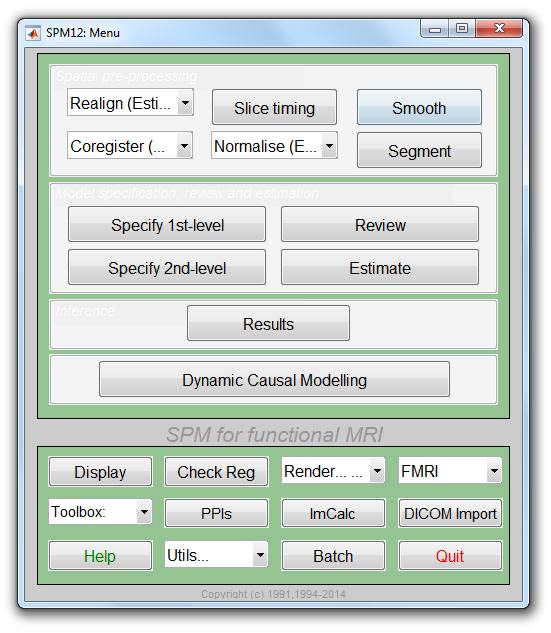 SPM12: Menu
Spatial pre-processing
Realign (Esti...
Slice timing
Smooth
Coregister (...
Normalise (E...
Segment
Model specification, review and estimation
Specify 1st-level
Review
Specify 2nd-level
Estimate
Inference
Results
Dynamic Causal Modelling
SPM for functional MRI
Display
Check Reg
Render... ...
FMRI
Toolbox:
PPIs
ImCalc
DICOM Import
Help
Utils...
Batch
Quit
Copyright (c) 1991,1994-2014